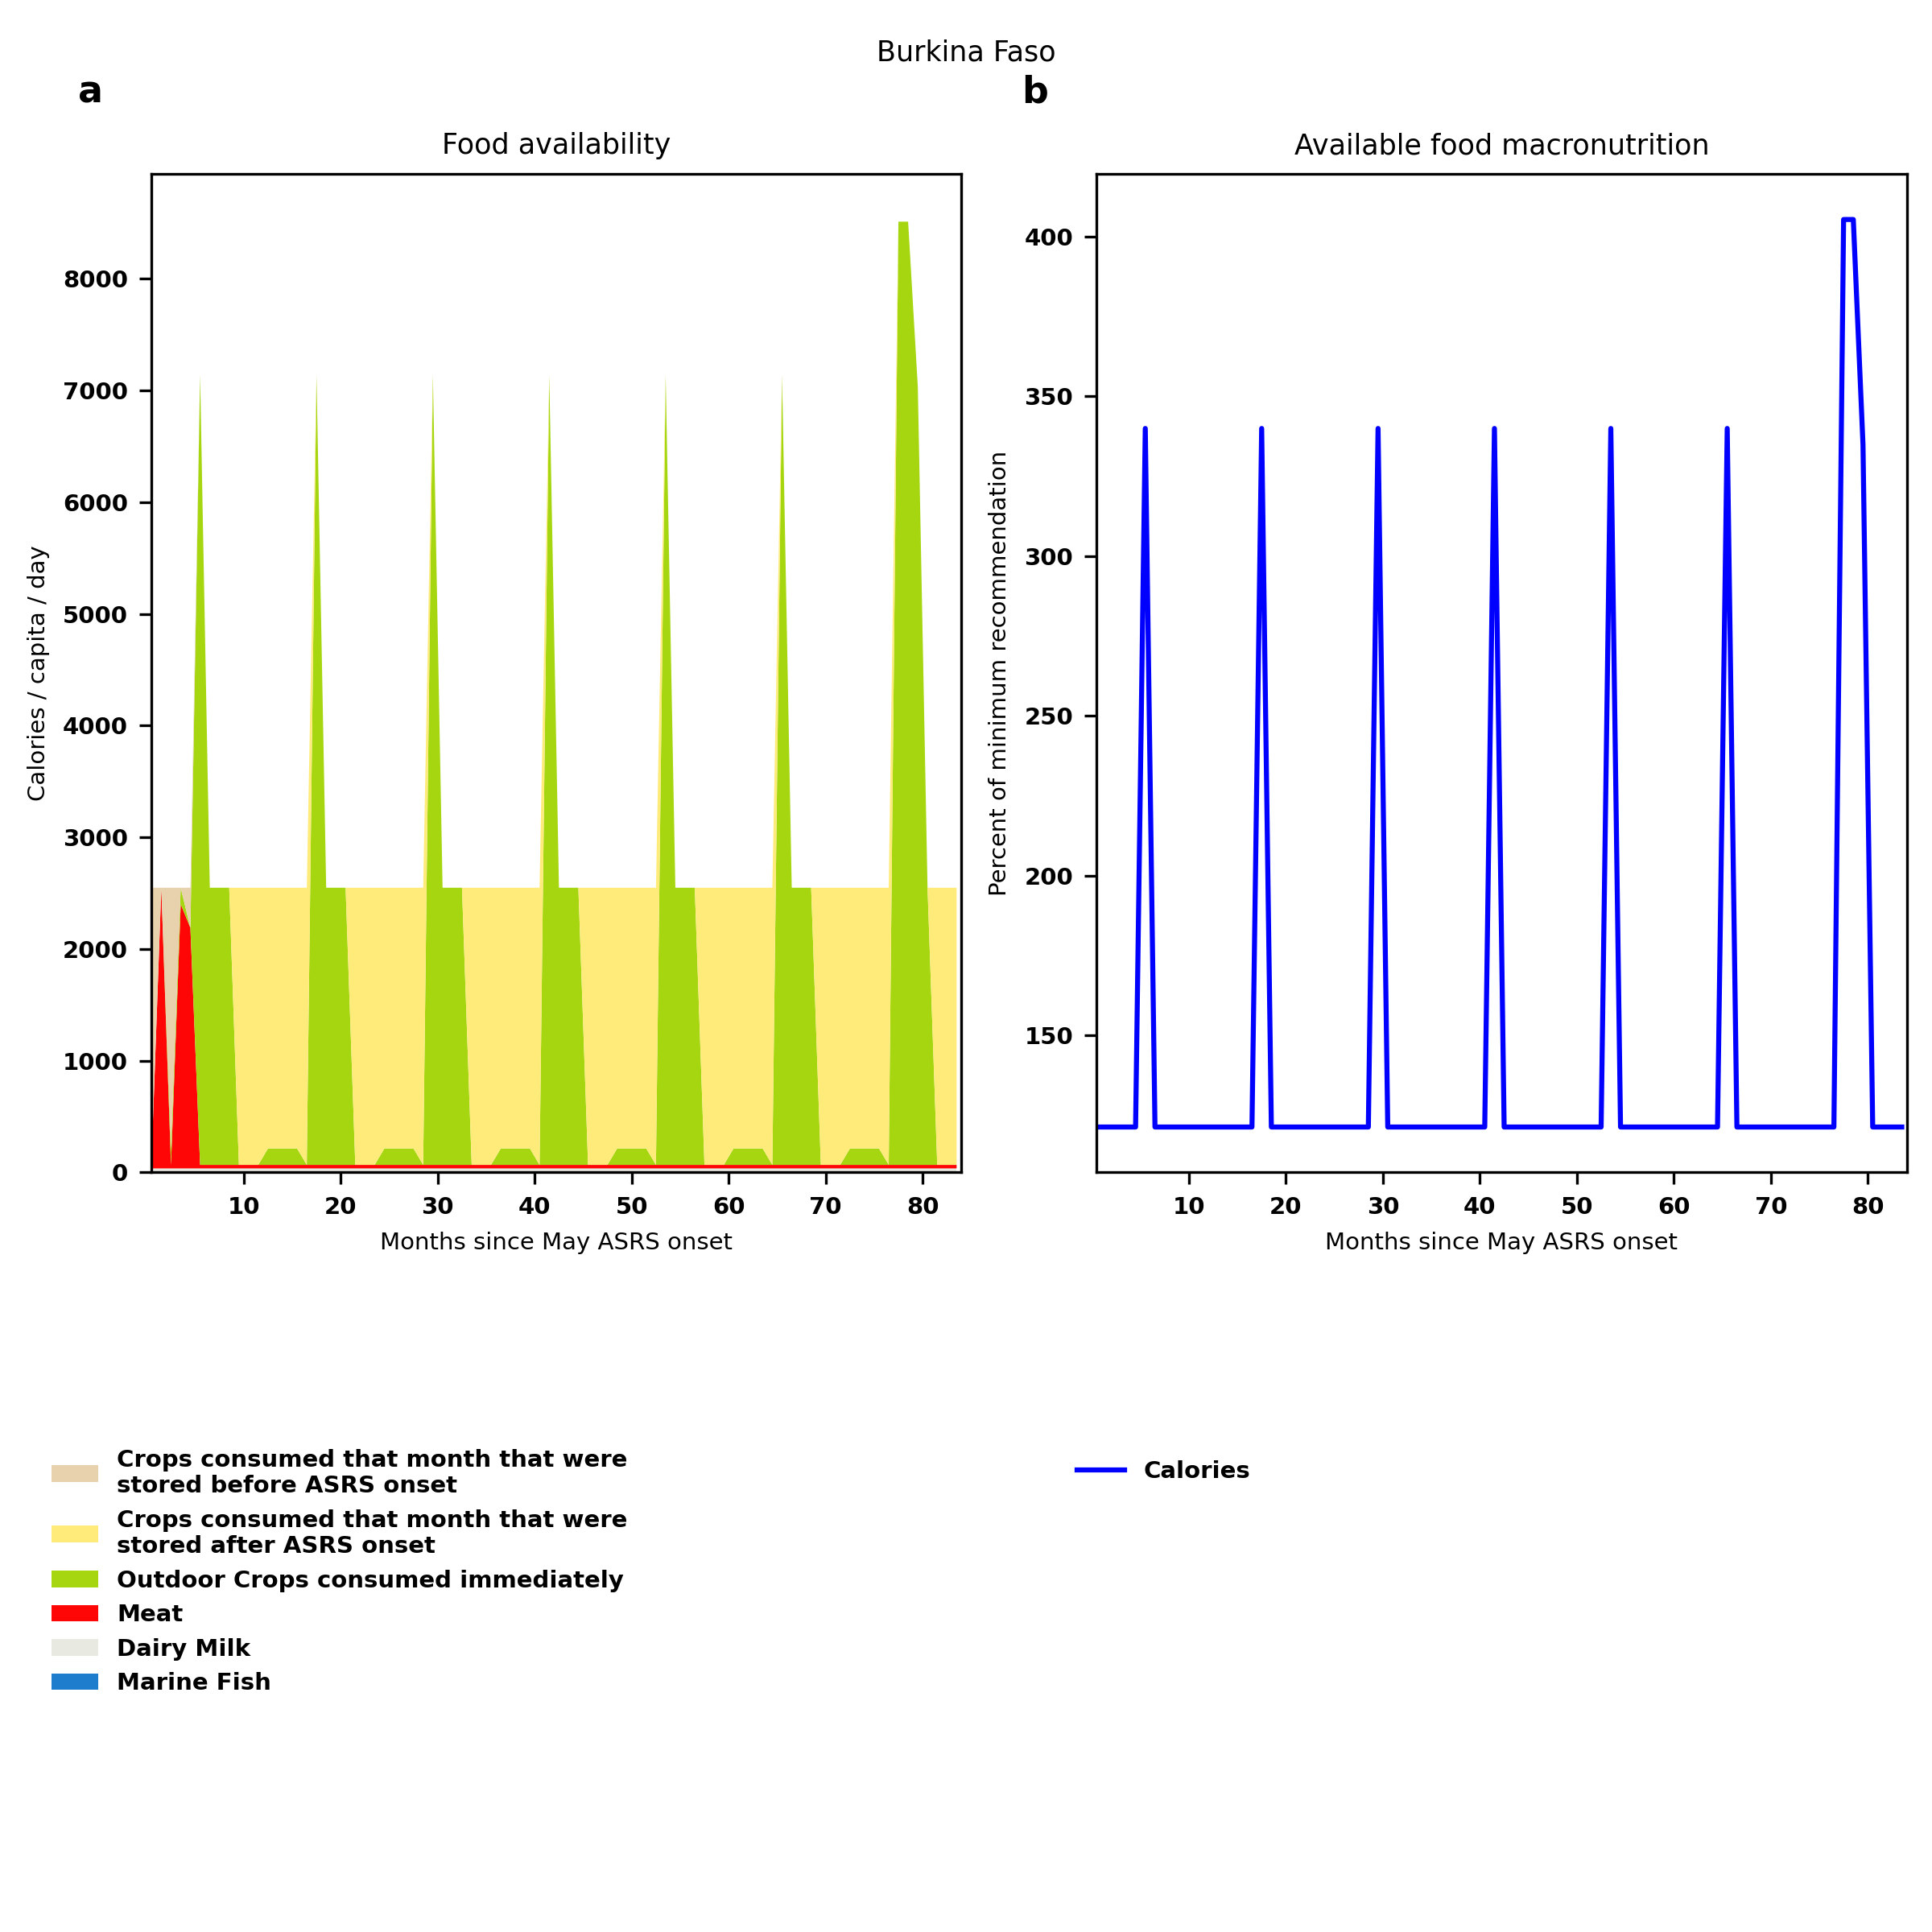 Burkina Faso
a
Food availability
8000
7000
6000
5000
4000
3000
2000
1000
0
Calories / capita / day
10 20 30 40 50 60 70 80
Months since May ASRS onset
b
Available food macronutrition
400
350
300
250
200
150
Percent of minimum recommendation
10 20 30 40 50 60 70 80
Months since May ASRS onset
Crops consumed that month that were
stored before ASRS onset
Crops consumed that month that were
stored after ASRS onset
Outdoor Crops consumed immediately
Meat
Dairy Milk
Marine Fish
Calories